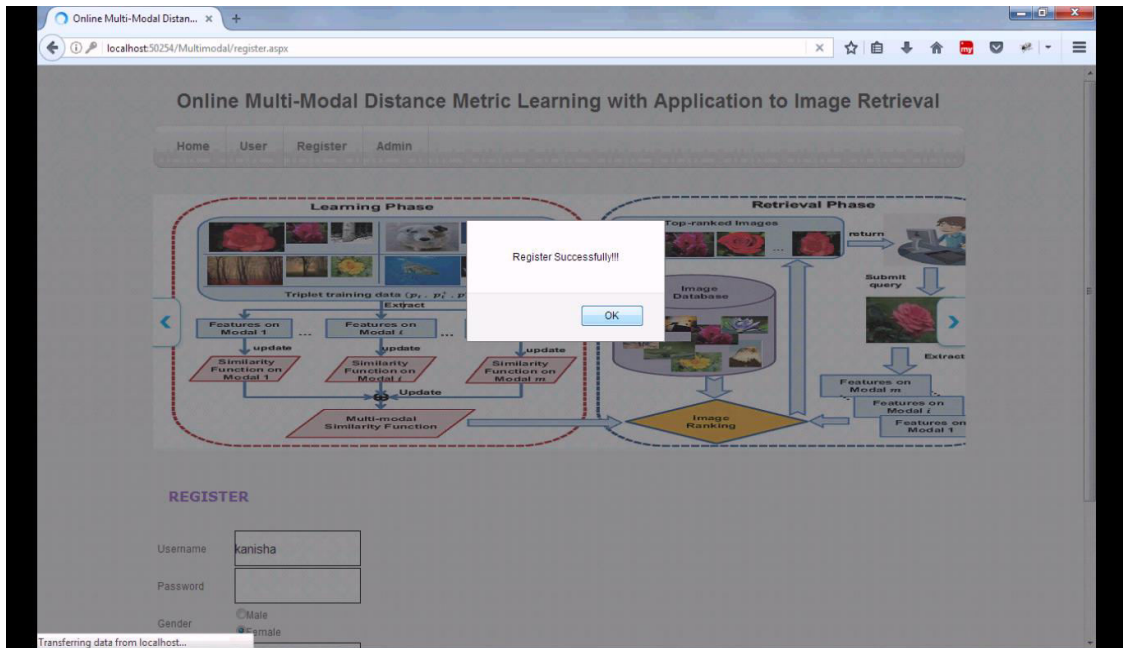 Online Multi-Modal Distan... ×
localhost:50254/Multimodal/register.aspx
my
Online Multi-Modal Distance Metric Learning with Application to Image Retrieval
Home User Register Admin
Learning Phase
Retrieval Phase
Top-ranked Images
return
...
Submit
query
Triplet training data (p
Extract
Image
Database
Register Successfully!!!
OK
Features on
Modal 1
...
Features on
Modal i
update
update
update
Similarity
Function on
Modal 1
Similarity
Function on
Modal i
Similarity
Function on
Modal m
Update
Multi-modal
Similarity Function
Image
Ranking
Extract
Features on
Modal m
Features on
Modal i
Features on
Modal 1
REGISTER
Username kanisha
Password
Gender
Male
Female
Transferring data from localhost...